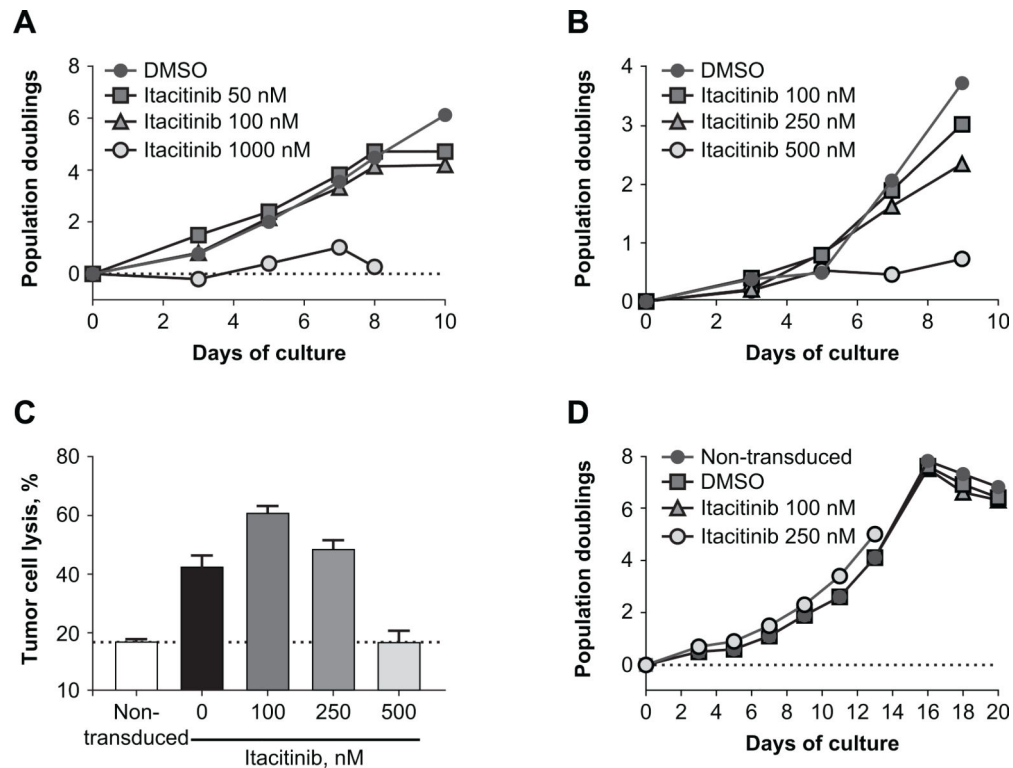 A
Population doublings
8
6
4
2
0
DMSO
Itacitinib 50 nM
Itacitinib 100 nM
Itacitinib 1000 nM
0 2 4 6 8 10
Days of culture
B
Population doublings
4
3
2
1
0
DMSO
Itacitinib 100 nM
Itacitinib 250 nM
Itacitinib 500 nM
0 2 4 6 8 10
Days of culture
C
Tumor cell lysis, %
80
60
40
20
10
Non-
transduced
0 100 250 500
Itacitinib, nM
D
Population doublings
8
6
4
2
0
Non-transduced
DMSO
Itacitinib 100 nM
Itacitinib 250 nM
0 2 4 6 8 10 12 14 16 18 20
Days of culture